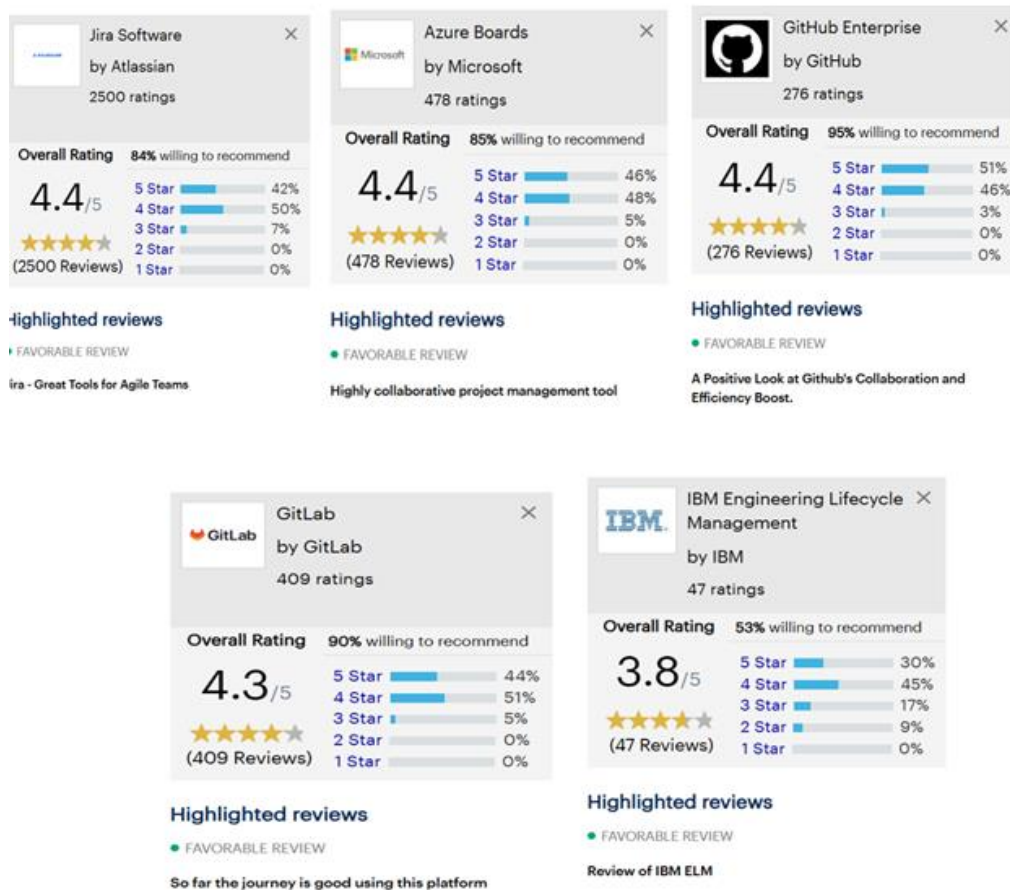 Jira Software
by Atlassian
2500 ratings
Overall Rating 84% willing to recommend
4.4/5
(2500 Reviews)
5 Star 42%
4 Star 50%
3 Star 7%
2 Star 0%
1 Star 0%
Highlighted reviews
FAVORABLE REVIEW
ira - Great Tools for Agile Teams
Microsoft
Azure Boards
by Microsoft
478 ratings
Overall Rating 85% willing to recommend
4.4/5
(478 Reviews)
5 Star 46%
4 Star 48%
3 Star 5%
2 Star 0%
1 Star 0%
Highlighted reviews
FAVORABLE REVIEW
Highly collaborative project management tool
GitHub Enterprise
by GitHub
276 ratings
Overall Rating 95% willing to recommend
4.4/5
(276 Reviews)
5 Star 51%
4 Star 46%
3 Star 3%
2 Star 0%
1 Star 0%
Highlighted reviews
FAVORABLE REVIEW
A Positive Look at Github's Collaboration and
Efficiency Boost.
GitLab
GitLab
by GitLab
409 ratings
Overall Rating 90% willing to recommend
4.3/5
(409 Reviews)
5 Star 44%
4 Star 51%
3 Star 5%
2 Star 0%
1 Star 0%
Highlighted reviews
FAVORABLE REVIEW
So far the journey is good using this platform
IBM
IBM Engineering Lifecycle
Management
by IBM
47 ratings
Overall Rating 53% willing to recommend
3.8/5
(47 Reviews)
5 Star 30%
4 Star 45%
3 Star 17%
2 Star 9%
1 Star 0%
Highlighted reviews
FAVORABLE REVIEW
Review of IBM ELM